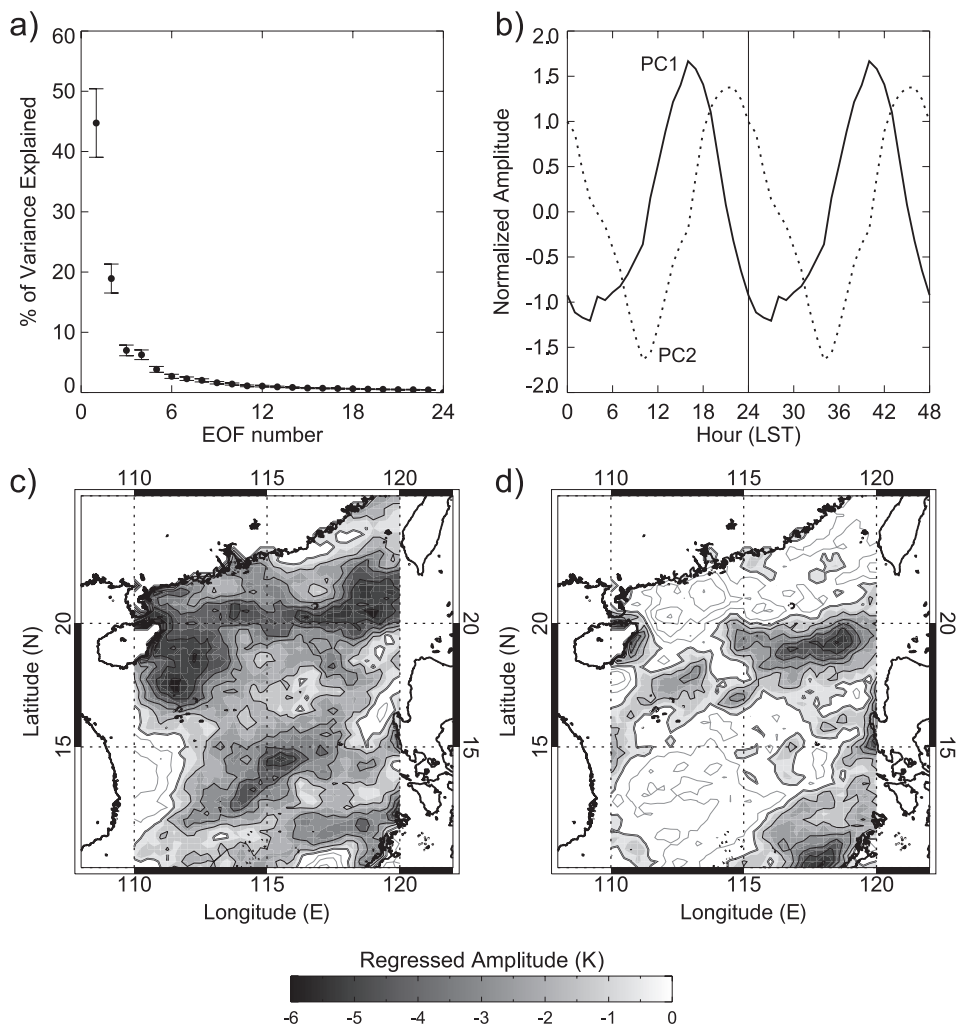 a)
60
50
40
30
20
10
0
% of Variance Explained
0 6 12 18 24
EOF number
b)
2.0
1.5
1.0
0.5
0.0
-0.5
-1.0
-1.5
-2.0
Normalized Amplitude
PC1
PC2
0 6 12 18 24 30 36 42 48
Hour (LST)
c)
110 115 120
20
15
Latitude (N)
20
15
110 115 120
Longitude (E)
d)
110 115 120
20
15
Latitude (N)
20
15
110 115 120
Longitude (E)
Regressed Amplitude (K)
-6 -5 -4 -3 -2 -1 0